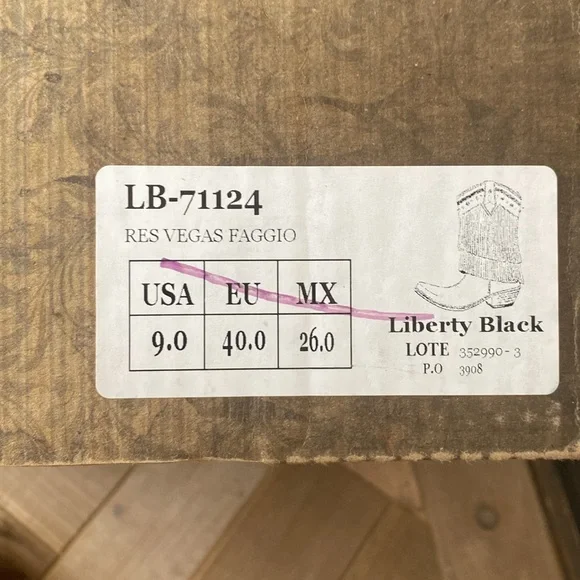 LB-71124
RES VEGAS FAGGIO
USA EU MX
9.0 40.0 26.0
Liberty Black
LOTE 352990-3
P.O 3908